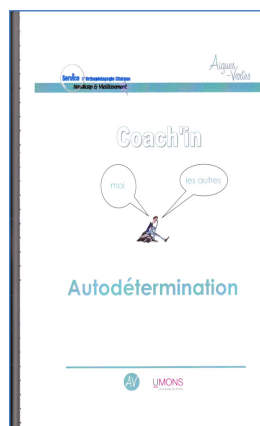 Aigues
-Vertes
Service d'Orthopédagogie Clinique
Handicap & Vieillissement
Coach'in
moi
les autres
Autodétermination
AV
UMONS